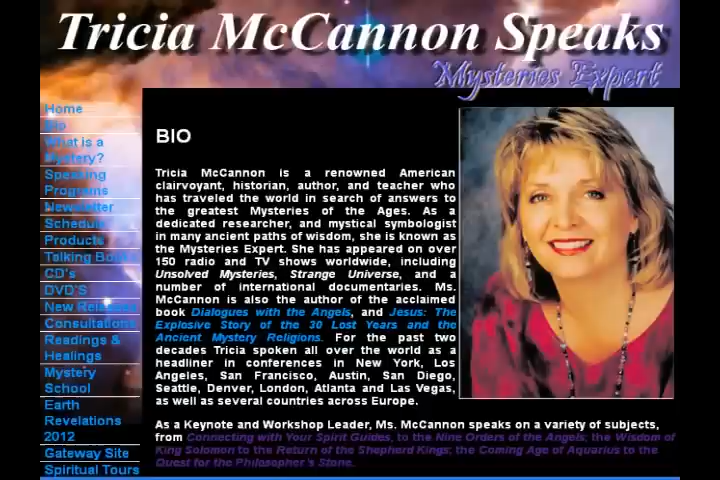 Tricia McCannon Speaks
Mysteries Expert
Home
Bio
What is a
Mystery?
Speaking
Programs
Newsletter
Schedule
Products
Talking Books
CD's
DVD'S
New Releases
Consultations
Readings &
Healings
Mystery
School
Earth
Revelations
2012
Gateway Site
Spiritual Tours
BIO
Tricia McCannon is a renowned American
clairvoyant, historian, author, and teacher who
has traveled the world in search of answers to
the greatest Mysteries of the Ages. As a
dedicated researcher, and mystical symbologist
in many ancient paths of wisdom, she is known as
the Mysteries Expert. She has appeared on over
150 radio and TV shows worldwide, including
Unsolved Mysteries, Strange Universe, and a
number of international documentaries. Ms.
McCannon is also the author of the acclaimed
book Dialogues with the Angels, and Jesus: The
Explosive Story of the 30 Lost Years and the
Ancient Mystery Religions. For the past two
decades Tricia spoken all over the world as a
headliner in conferences in New York, Los
Angeles, San Francisco, Austin, San Diego,
Seattle, Denver, London, Atlanta and Las Vegas,
as well as several countries across Europe.
As a Keynote and Workshop Leader, Ms. McCannon speaks on a variety of subjects,
from Connecting with Your Spirit Guides, to the Nine Orders of the Angels; the Wisdom of
King Solomon to the Return of the Shepherd Kings; the Coming Age of Aquarius to the
Quest for the Philosopher's Stone.